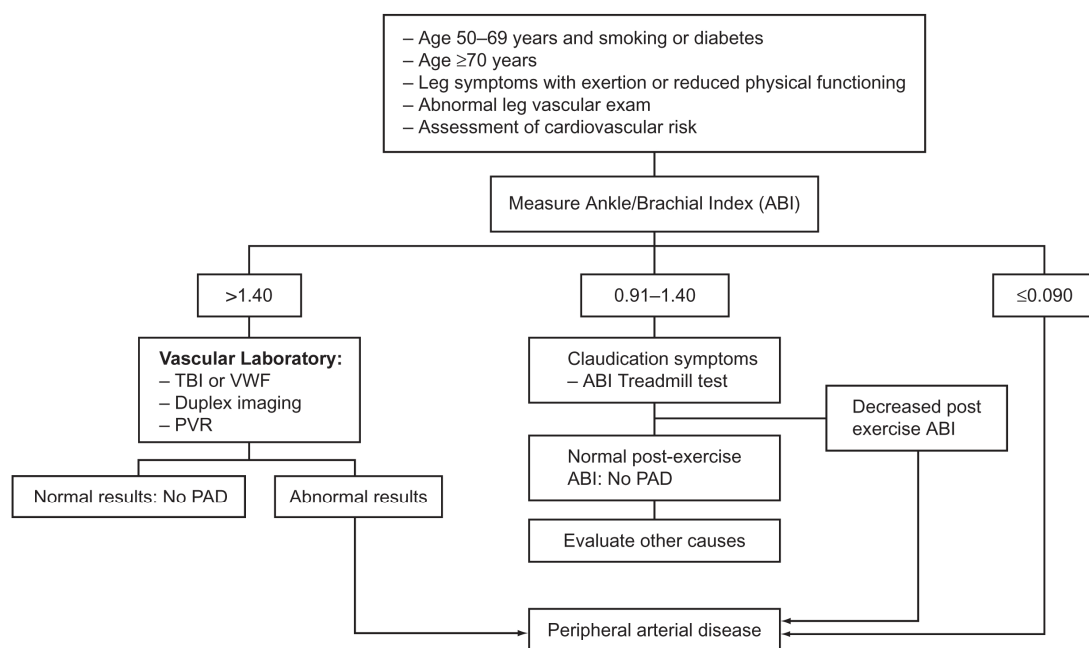 – Age 50–69 years and smoking or diabetes
– Age ≥70 years
– Leg symptoms with exertion or reduced physical functioning
– Abnormal leg vascular exam
– Assessment of cardiovascular risk
Measure Ankle/Brachial Index (ABI)
>1.40
0.91–1.40
≤0.090
Vascular Laboratory:
– TBI or VWF
– Duplex imaging
– PVR
Claudication symptoms
– ABI Treadmill test
Decreased post
exercise ABI
Normal post-exercise
ABI: No PAD
Normal results: No PAD
Abnormal results
Evaluate other causes
Peripheral arterial disease